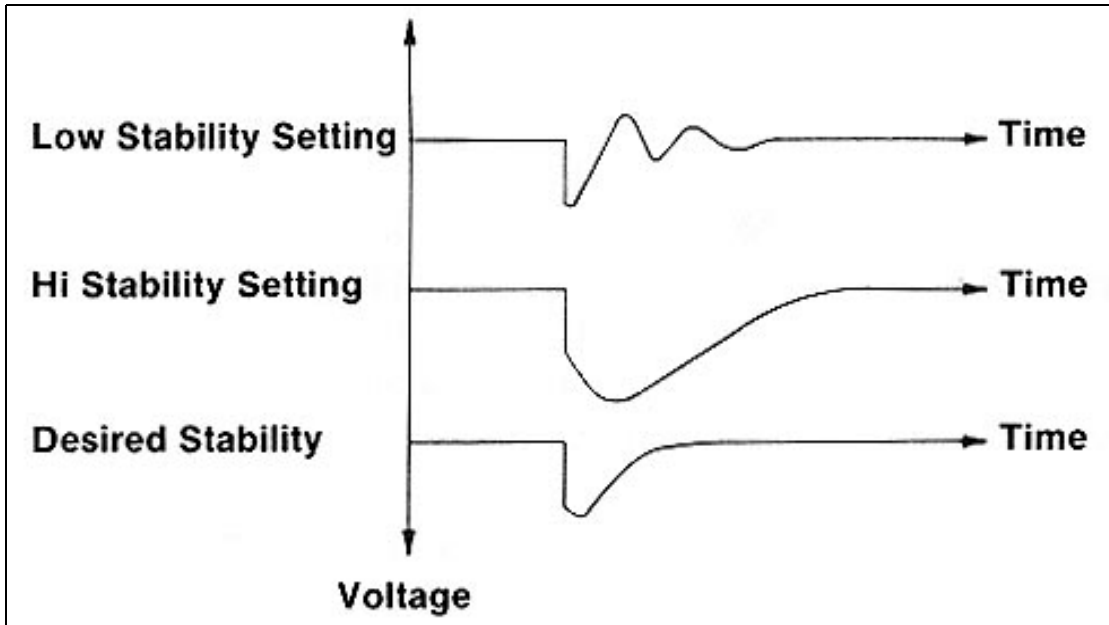 Low Stability Setting
Time
Hi Stability Setting
Time
Desired Stability
Time
Voltage